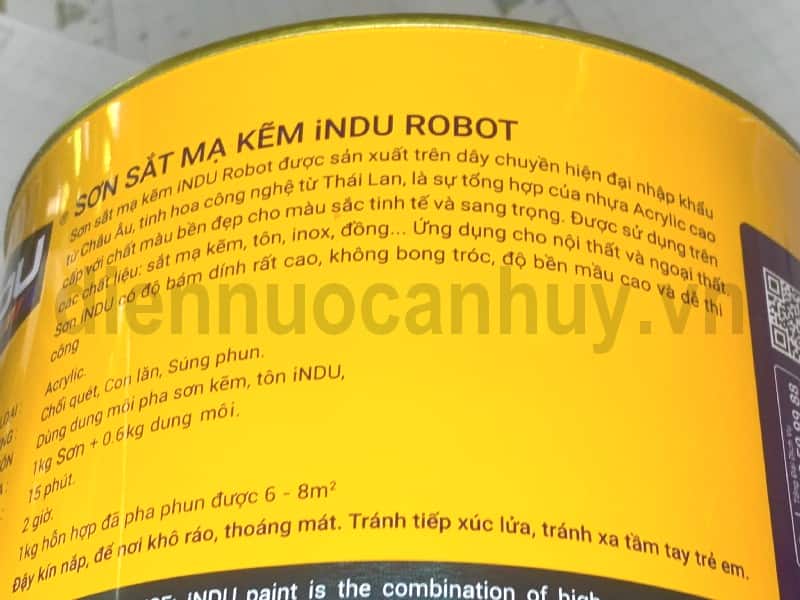 SƠN SẮT MẠ KẼM iNDU ROBOT
Sơn sắt mạ kẽm iNDU Robot được sản xuất trên dây chuyền hiện đại nhập khẩu
từ Châu Âu, tinh hoa công nghệ từ Thái Lan, là sự tổng hợp của nhựa Acrylic cao
cấp với chất màu bền đẹp cho màu sắc tinh tế và sang trọng. Được sử dụng trên
các chất liệu: sắt mạ kẽm, tôn, inox, đồng... Ứng dụng cho nội thất và ngoại thất.
Sơn iNDU có độ bám dính rất cao, không bong tróc, độ bền mầu cao và dễ thi
công
diennuocanhuy.vn
Acrylic.
Chổi quét, Con lăn, Súng phun.
Dùng dung môi pha sơn kẽm, tôn iNDU,
1kg Sơn + 0.6kg dung môi.
15 phút.
2 giờ.
1kg hỗn hợp đã pha phun được 6 - 8m²
Đậy kín nắp, để nơi khô ráo, thoáng mát. Tránh tiếp xúc lửa, tránh xa tầm tay trẻ em.
iNDU paint is the combination of